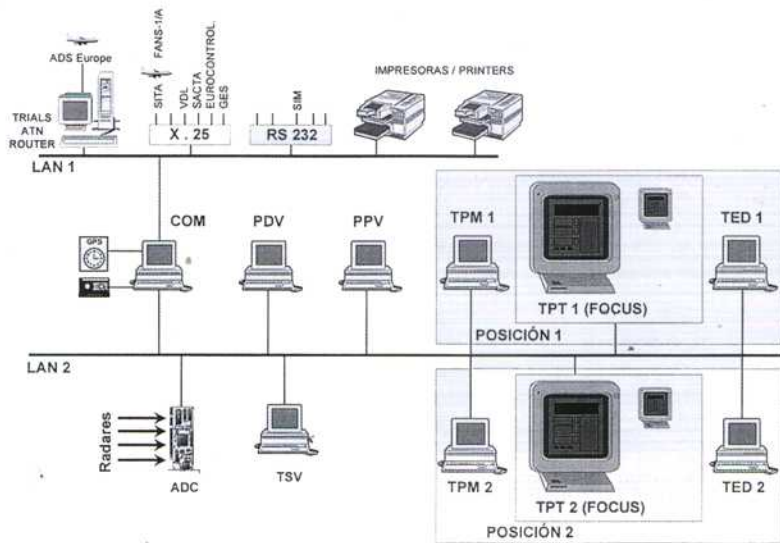 ADS Europe
TRIALS
ATN
ROUTER
SITA
FANS-1/A
VDL
SACTA
EUROCONTROL
GES
X . 25
SIM
RS 232
IMPRESORAS / PRINTERS
LAN 1
COM
PDV
PPV
GPS
TPM 1
TED 1
TPT 1 (FOCUS)
POSICIÓN 1
LAN 2
Radares
ADC
TSV
TPM 2
TED 2
TPT 2 (FOCUS)
POSICIÓN 2